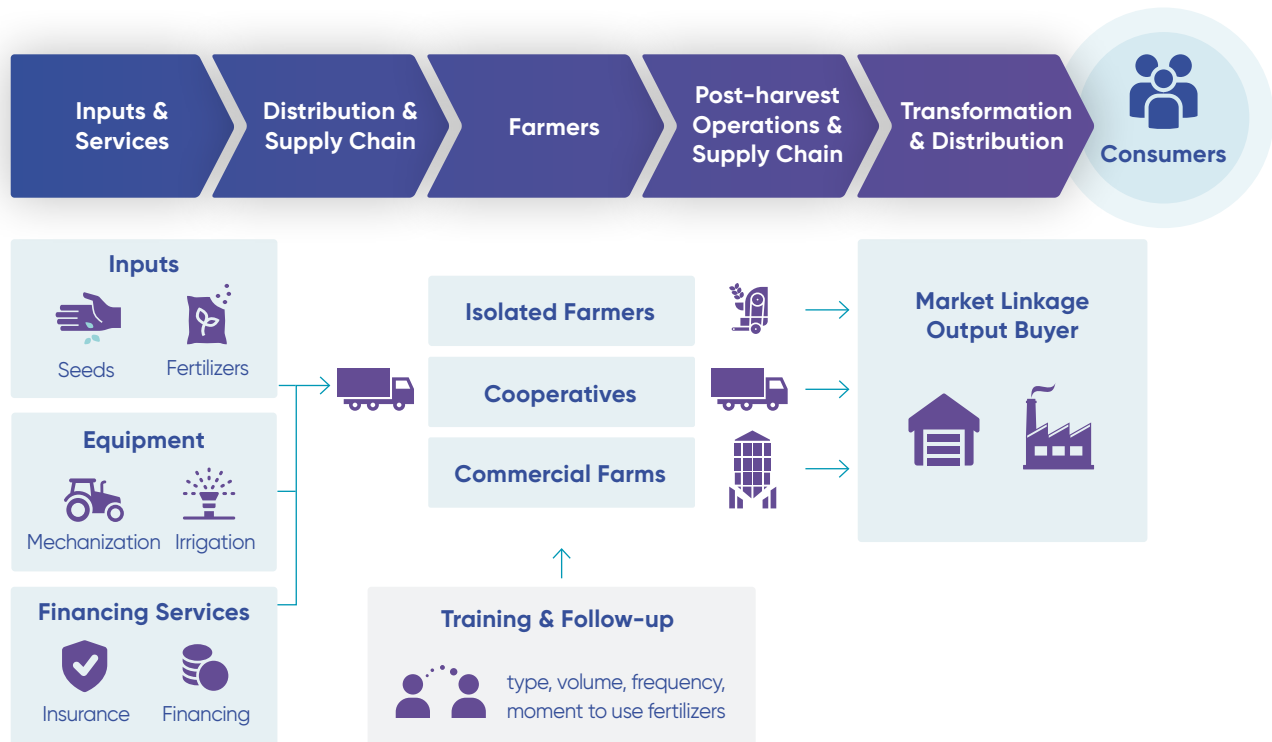 Inputs &
Services
Distribution &
Supply Chain
Farmers
Post-harvest
Operations &
Supply Chain
Transformation
& Distribution
Consumers
Inputs
Seeds
Fertilizers
Equipment
Mechanization
Irrigation
Financing Services
Insurance
Financing
Isolated Farmers
Cooperatives
Commercial Farms
Training & Follow-up
type, volume, frequency,
moment to use fertilizers
Market Linkage
Output Buyer